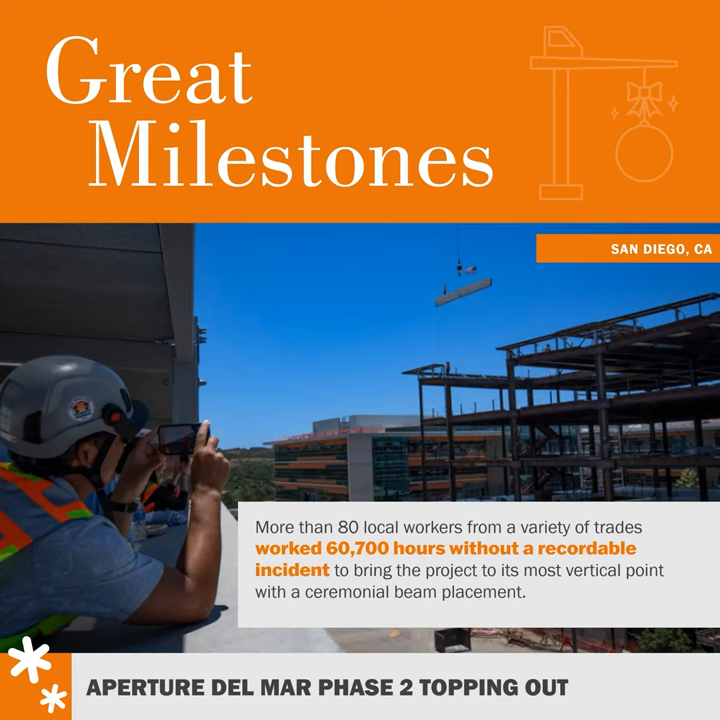 Great
Milestones
SAN DIEGO, CA
More than 80 local workers from a variety of trades
worked 60,700 hours without a recordable
incident to bring the project to its most vertical point
with a ceremonial beam placement.
APERTURE DEL MAR PHASE 2 TOPPING OUT